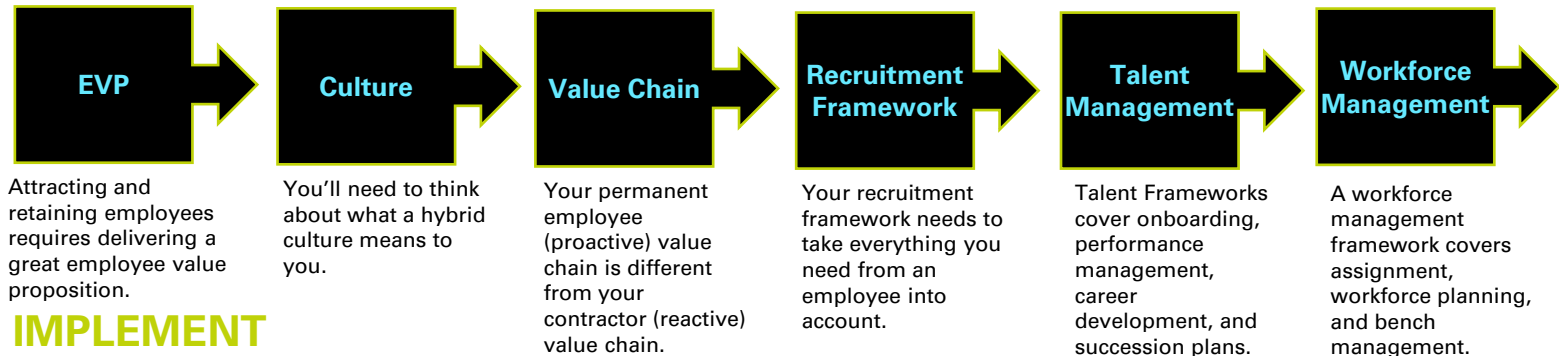 EVP
Attracting and
retaining employees
requires delivering a
great employee value
proposition.
Culture
You’ll need to think
about what a hybrid
culture means to
you.
Value Chain
Your permanent
employee
(proactive) value
chain is different
from your
contractor (reactive)
value chain.
Recruitment
Framework
Your recruitment
framework needs to
take everything you
need from an
employee into
account.
Talent
Management
Talent Frameworks
cover onboarding,
performance
management,
career
development, and
succession plans.
Workforce
Management
A workforce
management
framework covers
assignment,
workforce planning,
and bench
management.
IMPLEMENT